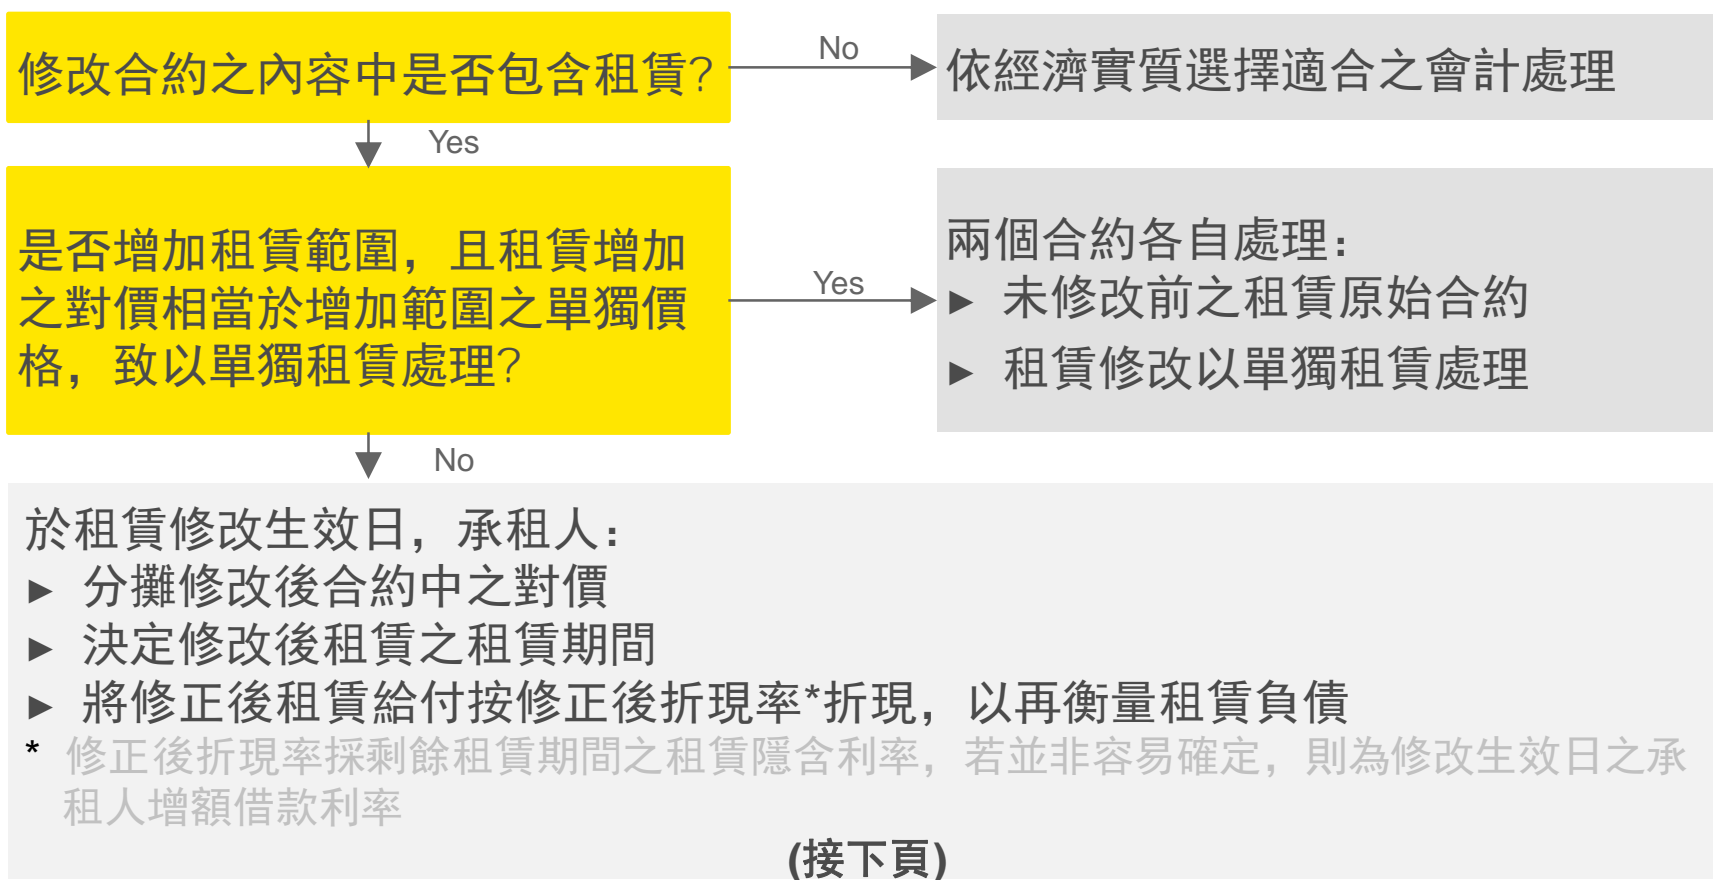 修改合約之內容中是否包含租賃?
No
依經濟實質選擇適合之會計處理
Yes
是否增加租賃範圍，且租賃增加
之對價相當於增加範圍之單獨價
格，致以單獨租賃處理?
Yes
兩個合約各自處理：
► 未修改前之租賃原始合約
► 租賃修改以單獨租賃處理
No
於租賃修改生效日，承租人：
► 分攤修改後合約中之對價
► 決定修改後租賃之租賃期間
► 將修正後租賃給付按修正後折現率*折現，以再衡量租賃負債
* 修正後折現率採剩餘租賃期間之租賃隱含利率，若並非容易確定，則為修改生效日之承
租人增額借款利率
(接下頁)